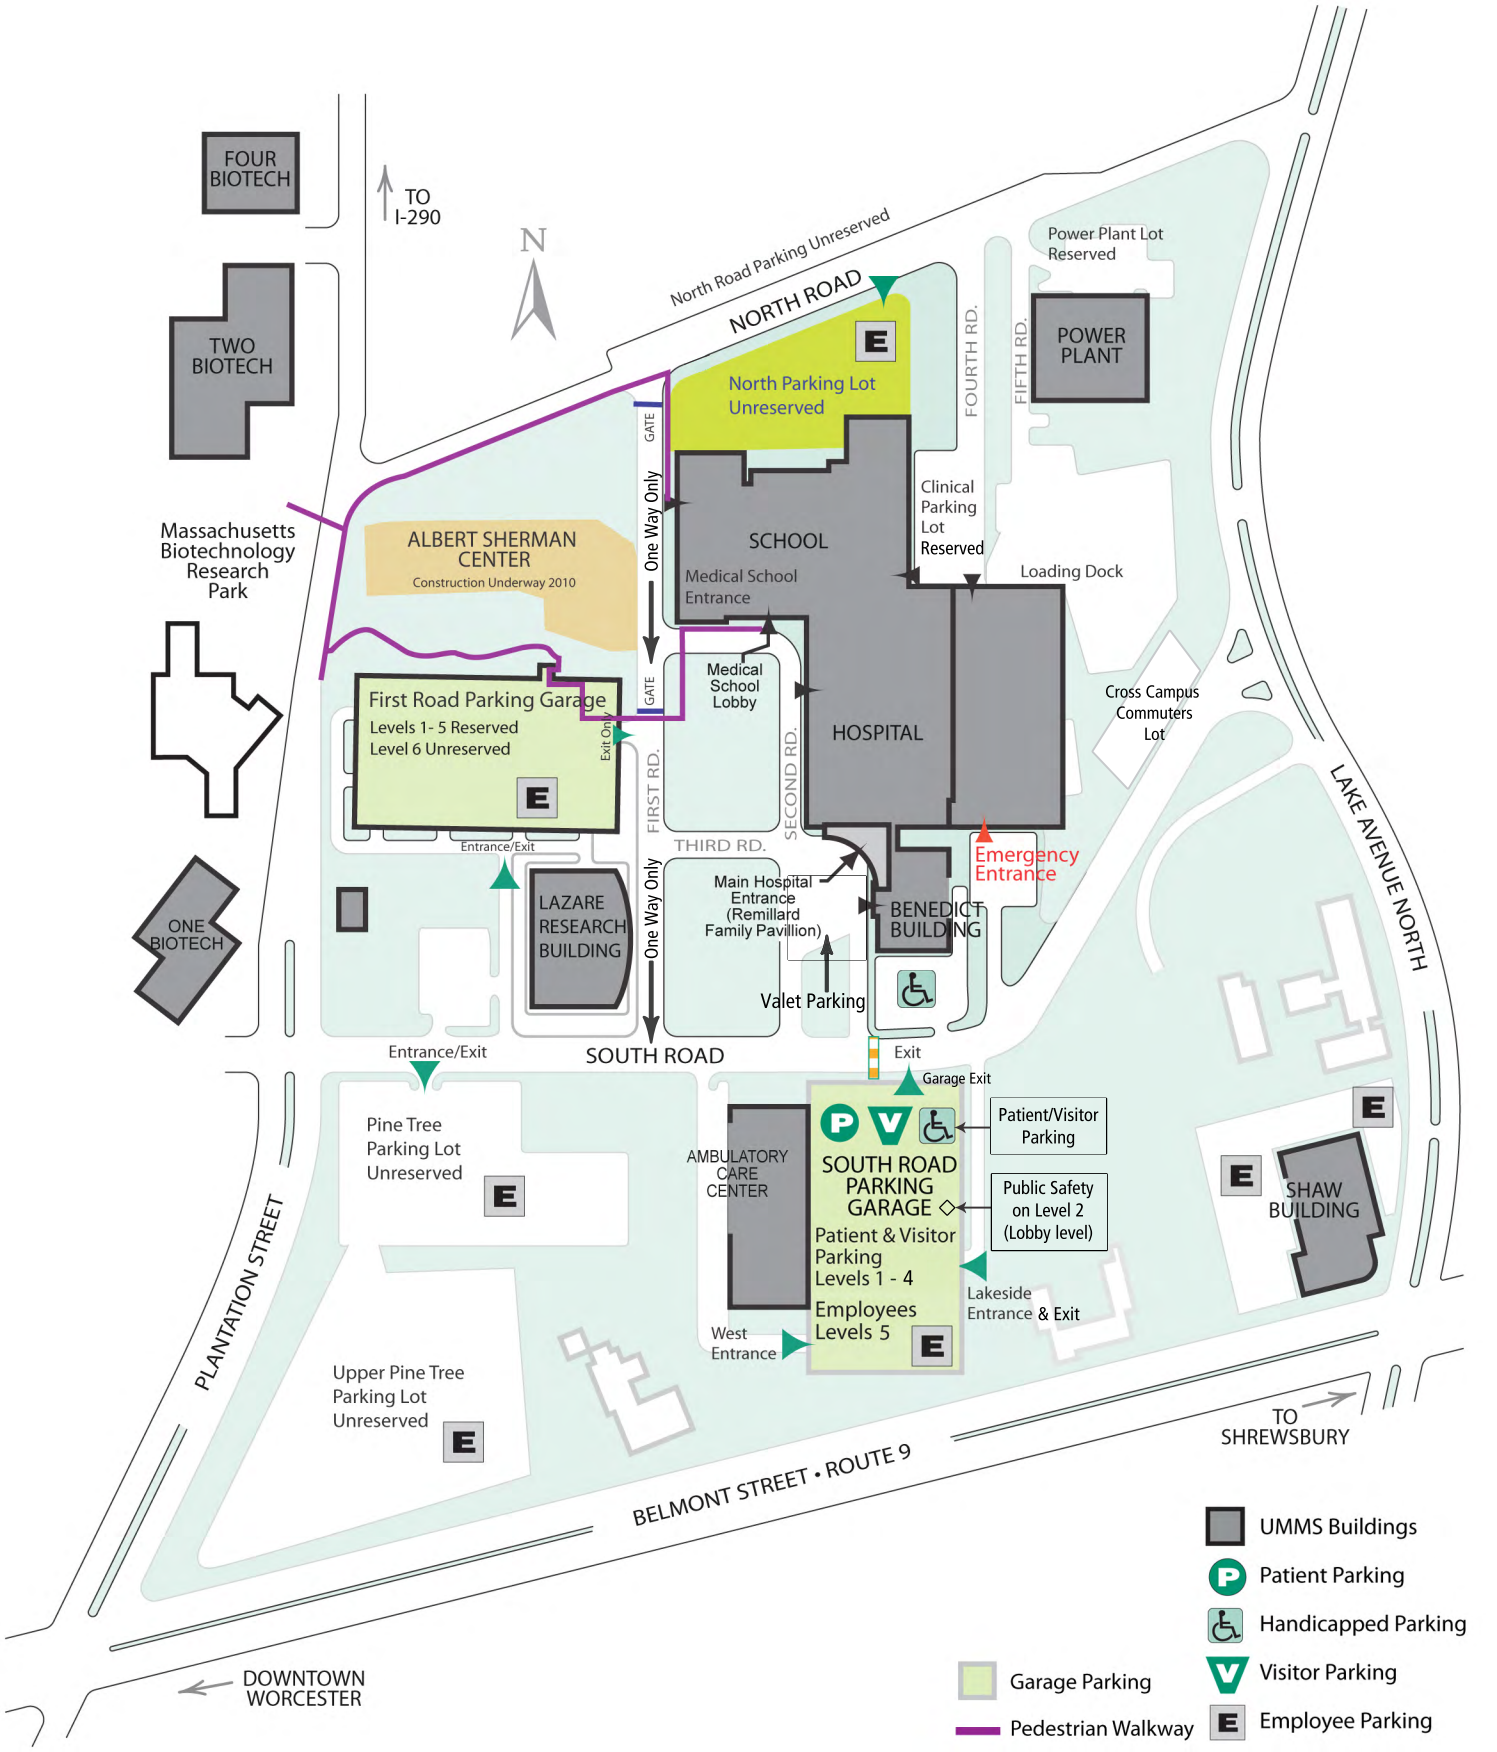 FOUR
BIOTECH
TO
I-290
N
TWO
BIOTECH
North Road Parking Unreserved
NORTH ROAD
Power Plant Lot
Reserved
POWER
PLANT
FOURTH RD.
FIFTH RD.
E
North Parking Lot
Unreserved
GATE
One Way Only
Clinical
Parking
Lot
Reserved
Massachusetts
Biotechnology
Research
Park
ALBERT SHERMAN
CENTER
Construction Underway 2010
SCHOOL
Medical School
Entrance
Loading Dock
Medical
School
Lobby
GATE
Cross Campus
Commuters
Lot
First Road Parking Garage
Levels 1- 5 Reserved
Level 6 Unreserved
Exit Only
E
HOSPITAL
FIRST RD.
SECOND RD.
THIRD RD.
LAKE AVENUE NORTH
Entrance/Exit
Emergency
Entrance
Main Hospital
Entrance
(Remillard
Family Pavillion)
BENEDICT
BUILDING
LAZARE
RESEARCH
BUILDING
One Way Only
ONE
BIOTECH
Valet Parking
Entrance/Exit
SOUTH ROAD
Exit
Garage Exit
Pine Tree
Parking Lot
Unreserved
E
P
V
Patient/Visitor
Parking
AMBULATORY
CARE
CENTER
SOUTH ROAD
PARKING
GARAGE
Public Safety
on Level 2
(Lobby level)
Patient & Visitor
Parking
Levels 1 - 4
Employees
Levels 5
E
E
E
SHAW
BUILDING
Lakeside
Entrance & Exit
West
Entrance
PLANTATION STREET
Upper Pine Tree
Parking Lot
Unreserved
E
TO
SHREWSBURY
BELMONT STREET • ROUTE 9
DOWNTOWN
WORCESTER
UMMS Buildings
P Patient Parking
Handicapped Parking
V Visitor Parking
E Employee Parking
Garage Parking
Pedestrian Walkway